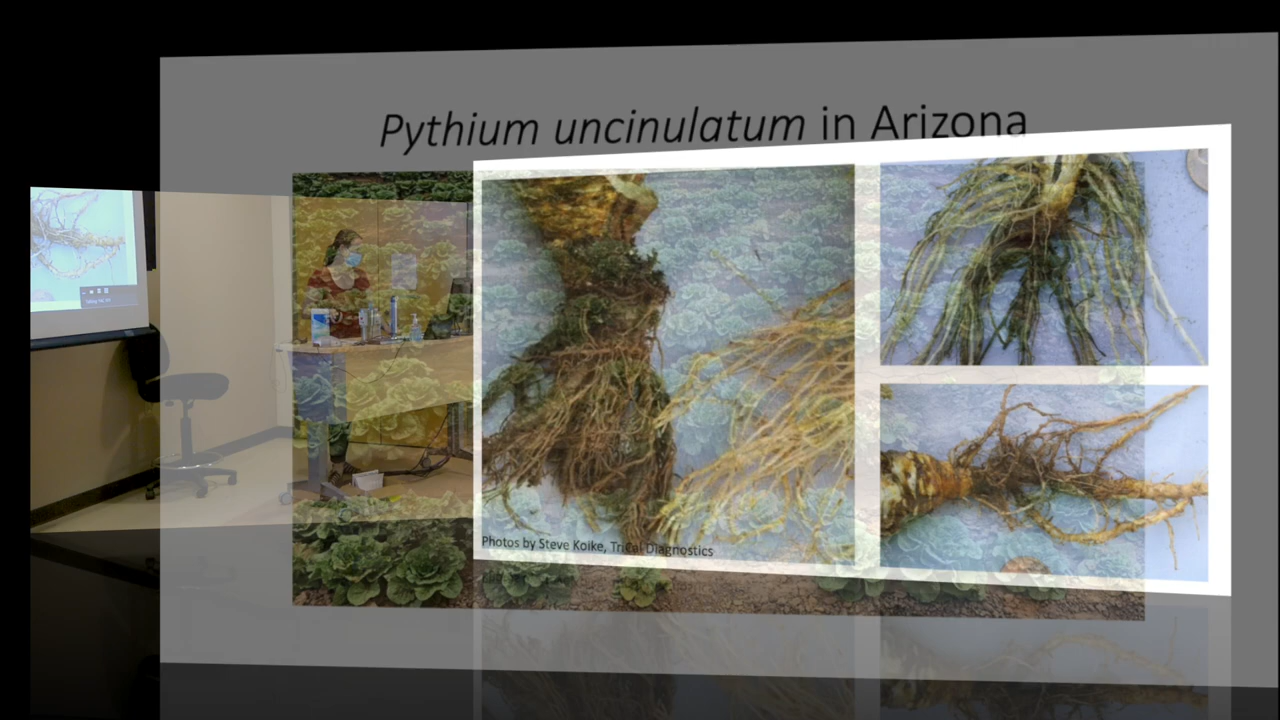 Pythium uncinulatum in Arizona
Photos by Steve Koike, TriCal Diagnostics